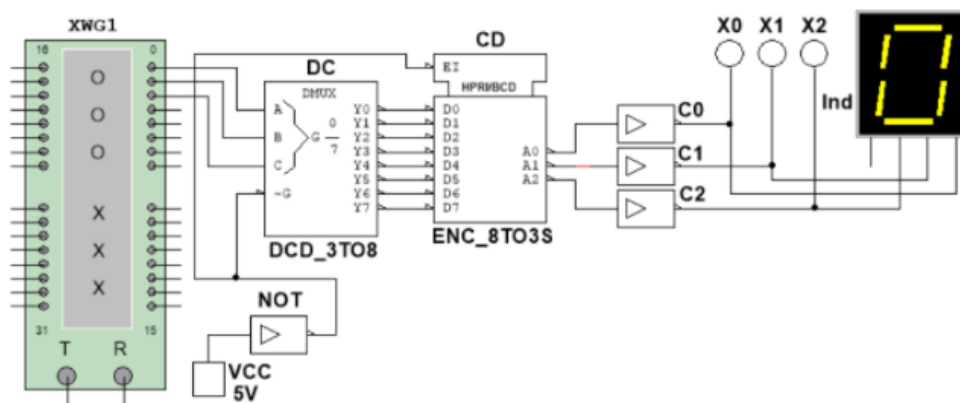 XWG1
16 0
O
O
O
X
X
X
31 15
T R
DC
DMUX
A
B
C
G 0
7
~G
Y0
Y1
Y2
Y3
Y4
Y5
Y6
Y7
DCD_3TO8
CD
EI
HPRI/BCD
D0
D1
D2
D3
D4
D5
D6
D7
A0
A1
A2
ENC_8TO3S
NOT
VCC
5V
C0
C1
C2
X0 X1 X2
Ind
0